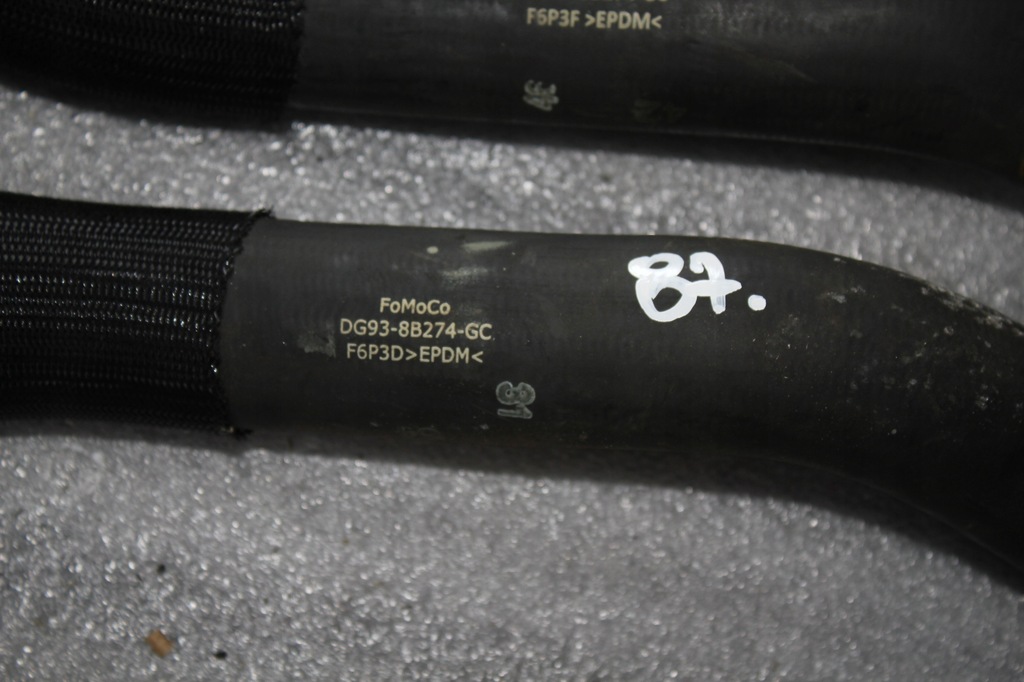 F6P3F >EPDM<
FoMoCo
DG93-8B274-GC
F6P3D>EPDM<
87.